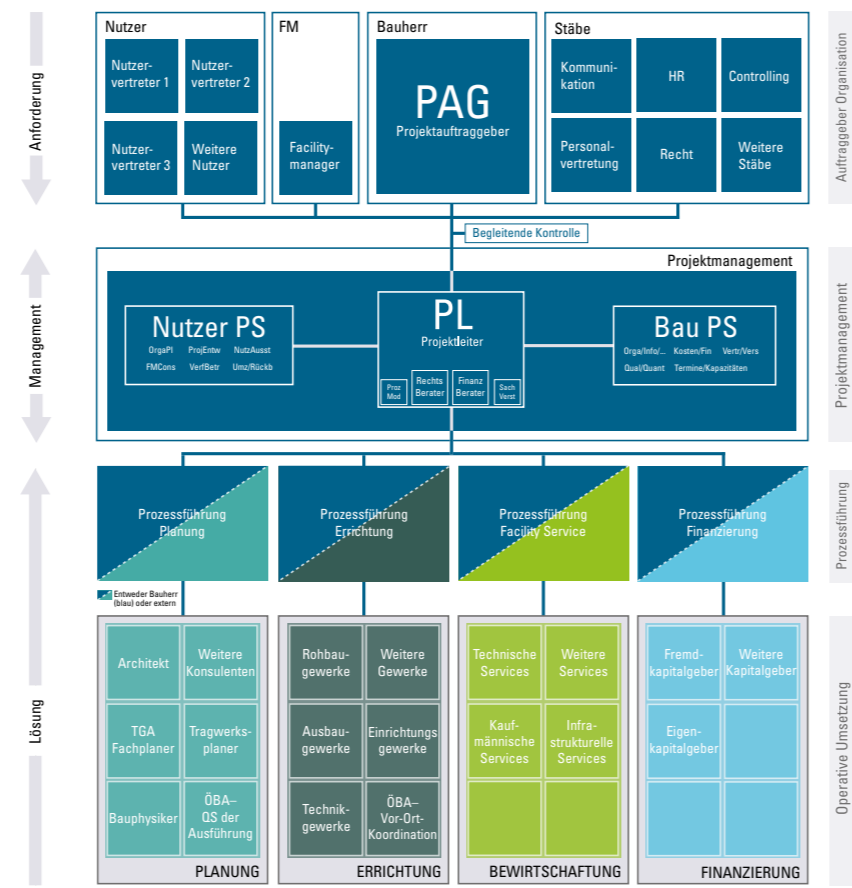 Anforderung
Nutzer
Nutzer-
vertreter 1
Nutzer-
vertreter 2
Nutzer-
vertreter 3
Weitere
Nutzer
FM
Facility-
manager
Bauherr
PAG
Projektauftraggeber
Stäbe
Kommuni-
kation
HR
Controlling
Personal-
vertretung
Recht
Weitere
Stäbe
Auftraggeber Organisation
Begleitende Kontrolle
Management
Projektmanagement
Nutzer PS
OrgaPl ProjEntw NutzAusst
FMCons VerfBetr Umz/Rückb
PL
Projektleiter
Proz
Mod
Rechts
Berater
Finanz
Berater
Sach
Verst
Bau PS
Orga/Info/... Kosten/Fin Vertr/Vers
Qual/Quant Termine/Kapazitäten
Projektmanagement
Lösung
Prozessführung
Planung
Prozessführung
Errichtung
Prozessführung
Facility Service
Prozessführung
Finanzierung
Prozessführung
Entweder Bauherr
(blau) oder extern
Architekt
Weitere
Konsulenten
TGA
Fachplaner
Tragwerks-
planer
Bauphysiker
ÖBA–
QS der
Ausführung
PLANUNG
Rohbau-
gewerke
Weitere
Gewerke
Ausbau-
gewerke
Einrichtungs
gewerke
Technik-
gewerke
ÖBA–
Vor-Ort-
Koordination
ERRICHTUNG
Technische
Services
Weitere
Services
Kauf-
männische
Services
Infra-
strukturelle
Services
BEWIRTSCHAFTUNG
Fremd-
kapitalgeber
Weitere
Kapitalgeber
Eigen-
kapitalgeber
FINANZIERUNG
Operative Umsetzung